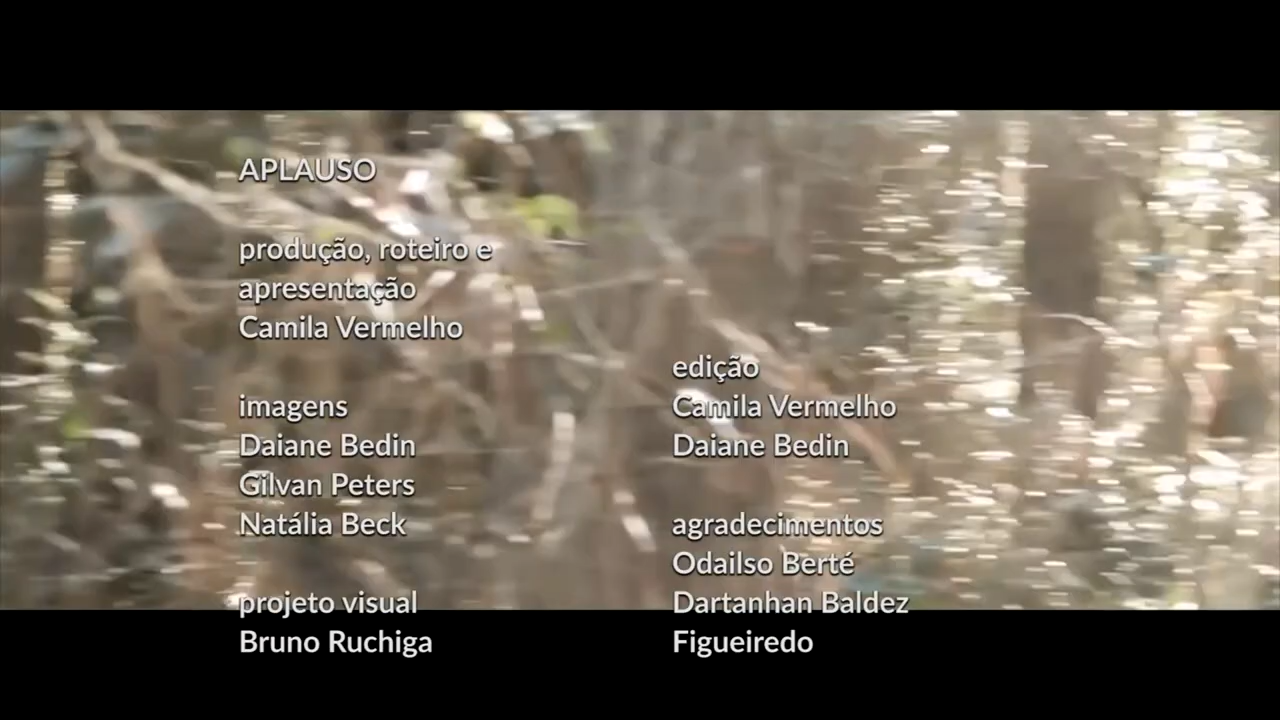 APLAUSO
produção, roteiro e
apresentação
Camila Vermelho
imagens
Daiane Bedin
Gilvan Peters
Natália Beck
projeto visual
Bruno Ruchiga
edição
Camila Vermelho
Daiane Bedin
agradecimentos
Odailso Berté
Dartanhan Baldez
Figueiredo